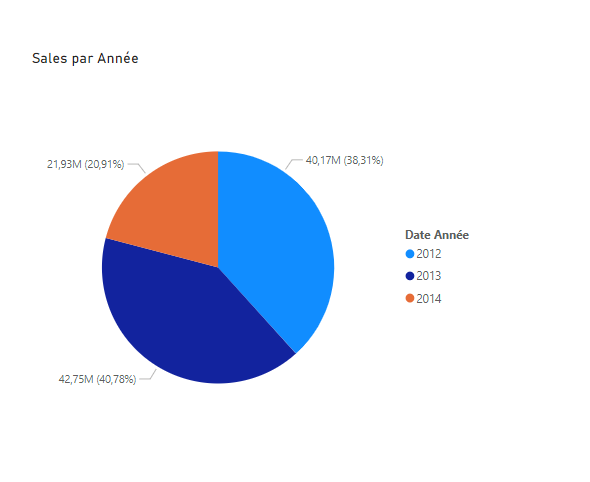 Sales par Année
21,93M (20,91%)
40,17M (38,31%)
42,75M (40,78%)
Date Année
2012
2013
2014